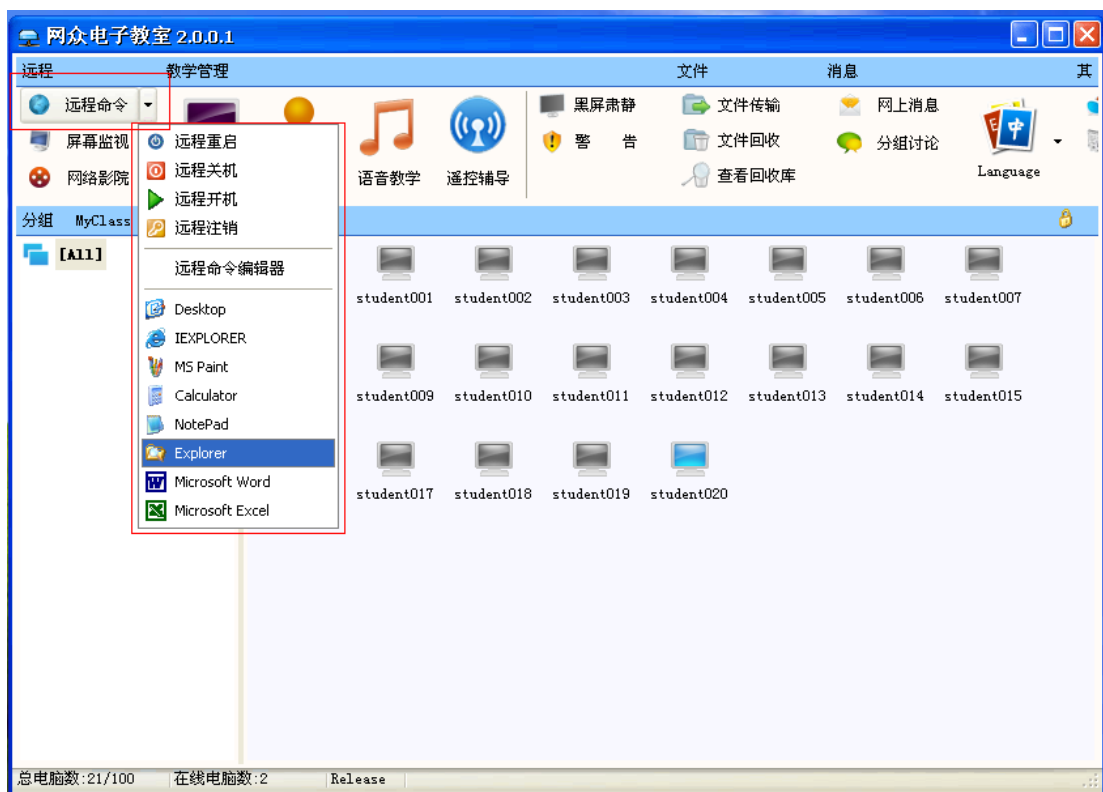 网众电子教室 2.0.0.1
远程 教学管理 文件 消息 其
远程命令
屏幕监视
网络影院
语音教学
遥控辅导
黑屏肃静
警 告
文件传输
文件回收
查看回收库
网上消息
分组讨论
Language
远程重启
远程关机
远程开机
远程注销
远程命令编辑器
Desktop
IEXPLORER
MS Paint
Calculator
NotePad
Explorer
Microsoft Word
Microsoft Excel
分组 MyClass
[All]
student001 student002 student003 student004 student005 student006 student007
student009 student010 student011 student012 student013 student014 student015
student017 student018 student019 student020
总电脑数:21/100 在线电脑数:2 Release